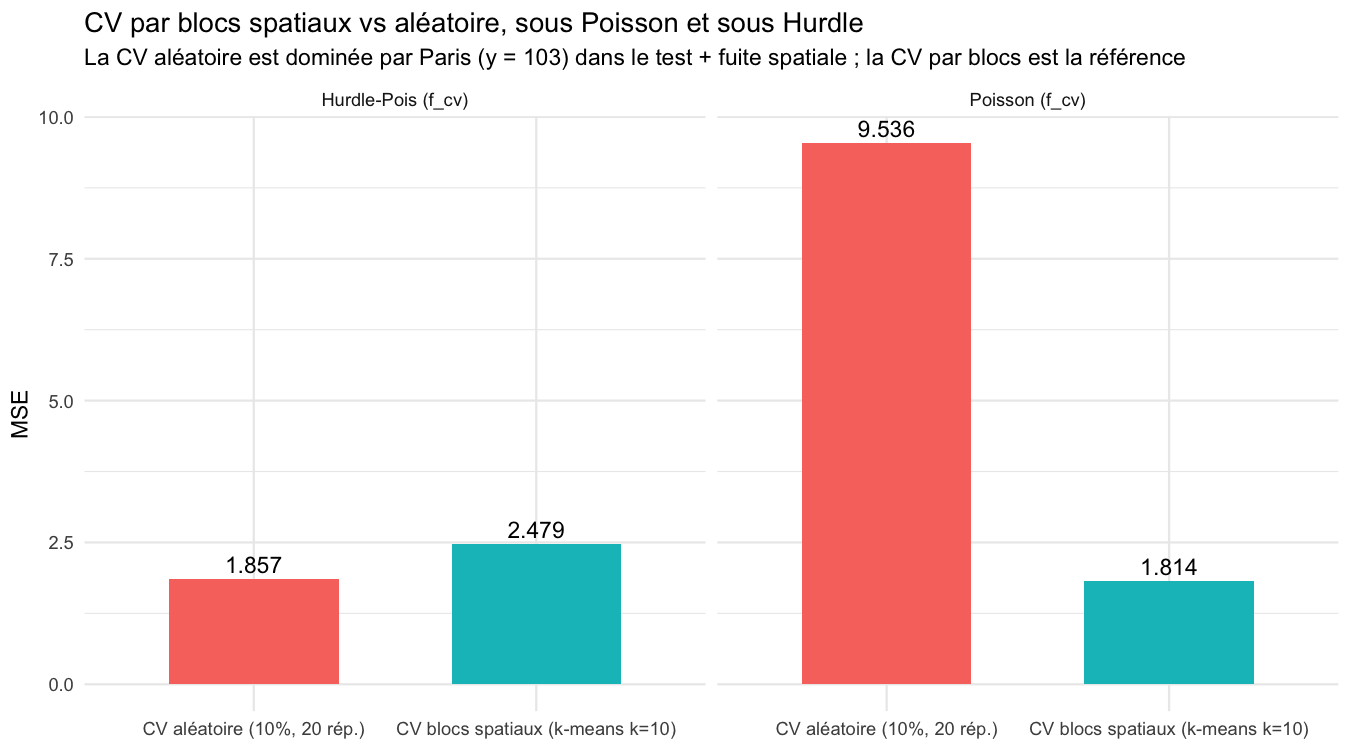 CV par blocs spatiaux vs aléatoire, sous Poisson et sous Hurdle
La CV aléatoire est dominée par Paris (y = 103) dans le test + fuite spatiale ; la CV par blocs est la référence
Hurdle-Pois (f_cv)
Poisson (f_cv)
MSE
10.0
7.5
5.0
2.5
0.0
1.857
2.479
9.536
1.814
CV aléatoire (10%, 20 rép.)
CV blocs spatiaux (k-means k=10)
CV aléatoire (10%, 20 rép.)
CV blocs spatiaux (k-means k=10)